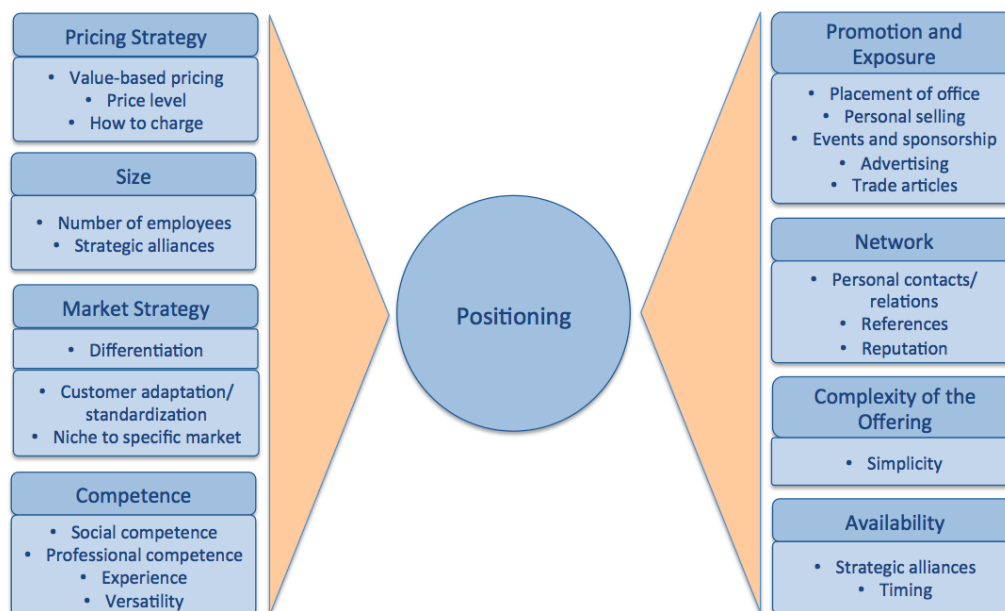 Pricing Strategy
• Value-based pricing
• Price level
• How to charge
Size
• Number of employees
• Strategic alliances
Market Strategy
• Differentiation
• Customer adaptation/
standardization
• Niche to specific market
Competence
• Social competence
• Professional competence
• Experience
• Versatility
Positioning
Promotion and
Exposure
• Placement of office
• Personal selling
• Events and sponsorship
• Advertising
• Trade articles
Network
• Personal contacts/
relations
• References
• Reputation
Complexity of the
Offering
• Simplicity
Availability
• Strategic alliances
• Timing